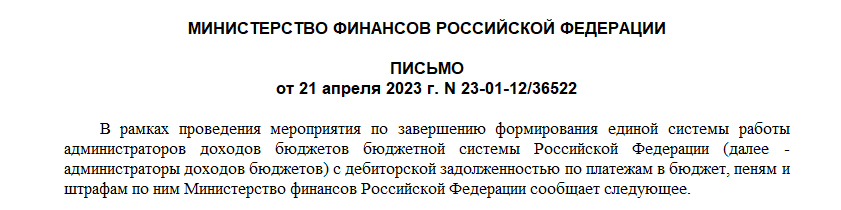 МИНИСТЕРСТВО ФИНАНСОВ РОССИЙСКОЙ ФЕДЕРАЦИИ
ПИСЬМО
от 21 апреля 2023 г. N 23-01-12/36522
В рамках проведения мероприятия по завершению формирования единой системы работы
администраторов доходов бюджетов бюджетной системы Российской Федерации (далее -
администраторы доходов бюджетов) с дебиторской задолженностью по платежам в бюджет, пеням и
штрафам по ним Министерство финансов Российской Федерации сообщает следующее.